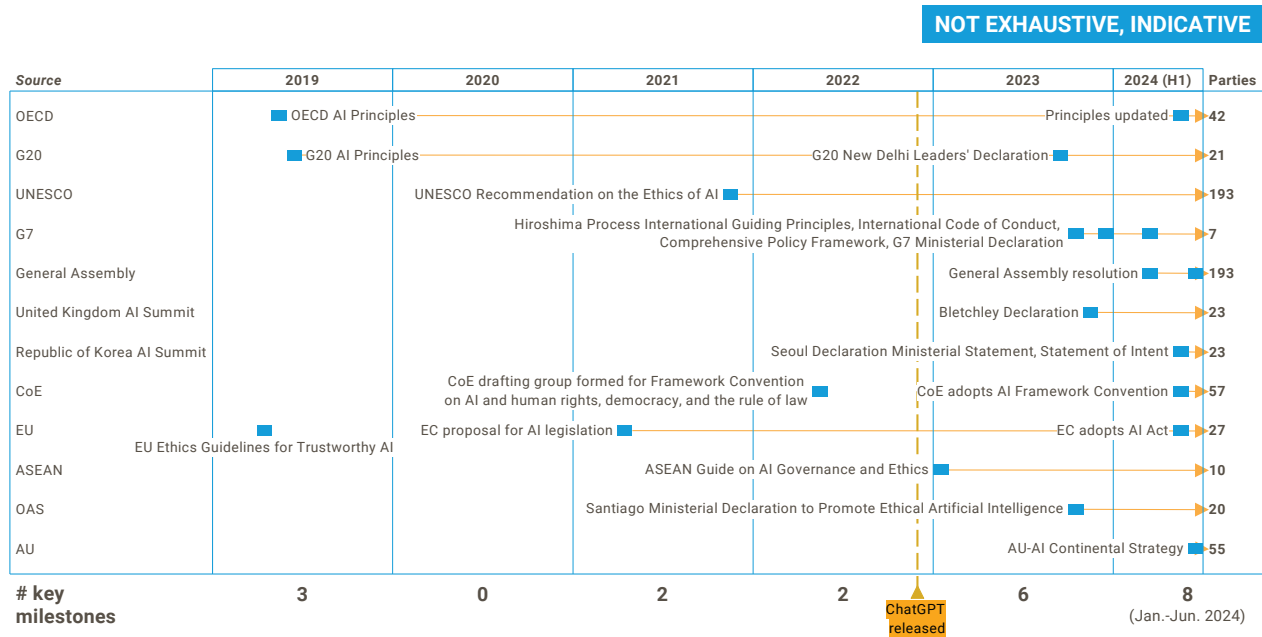 NOT EXHAUSTIVE, INDICATIVE
Source 2019 2020 2021 2022 2023 2024 (H1) Parties
OECD OECD AI Principles Principles updated 42
G20 G20 AI Principles G20 New Delhi Leaders' Declaration 21
UNESCO UNESCO Recommendation on the Ethics of AI 193
Hiroshima Process International Guiding Principles, International Code of Conduct,
G7 Comprehensive Policy Framework, G7 Ministerial Declaration 7
General Assembly General Assembly resolution 193
United Kingdom AI Summit Bletchley Declaration 23
Republic of Korea AI Summit Seoul Declaration Ministerial Statement, Statement of Intent 23
CoE CoE drafting group formed for Framework Convention CoE adopts AI Framework Convention 57
on AI and human rights, democracy, and the rule of law
EU EC proposal for AI legislation EC adopts AI Act 27
EU Ethics Guidelines for Trustworthy AI
ASEAN ASEAN Guide on AI Governance and Ethics 10
OAS Santiago Ministerial Declaration to Promote Ethical Artificial Intelligence 20
AU AU-AI Continental Strategy 55
# key 3 0 2 2 6 8
milestones (Jan.-Jun. 2024)
ChatGPT
released